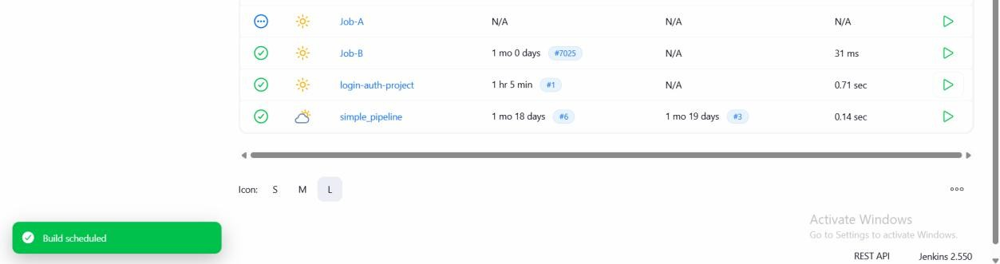 Job-A N/A N/A N/A
Job-B 1 mo 0 days #7025 N/A 31 ms
login-auth-project 1 hr 5 min #1 N/A 0.71 sec
simple_pipeline 1 mo 18 days #6 1 mo 19 days #3 0.14 sec
Icon: S M L
Activate Windows
Go to Settings to activate Windows.
Build scheduled
REST API Jenkins 2.550